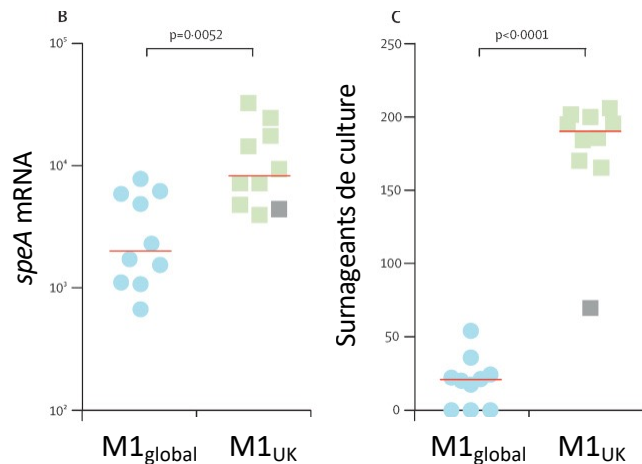 B
p=0·0052
10⁵
10⁴
10³
10²
speA mRNA
M1global
M1UK
C
p<0·0001
250
200
150
100
50
0
Surnageants de culture
M1global
M1UK